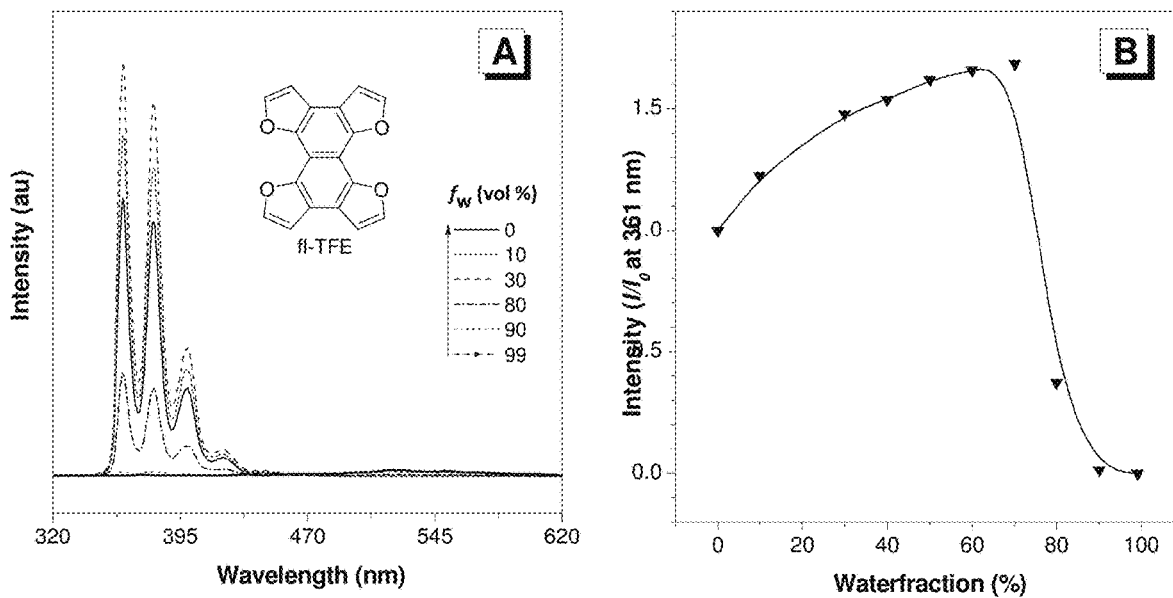 A
Intensity (au)
O
O
O
O
fl-TFE
fw (vol %)
0
10
30
80
90
99
320
395
470
545
620
Wavelength (nm)
B
Intensity (I/I0 at 361 nm)
1.5
1.0
0.5
0.0
0
20
40
60
80
100
Waterfraction (%)